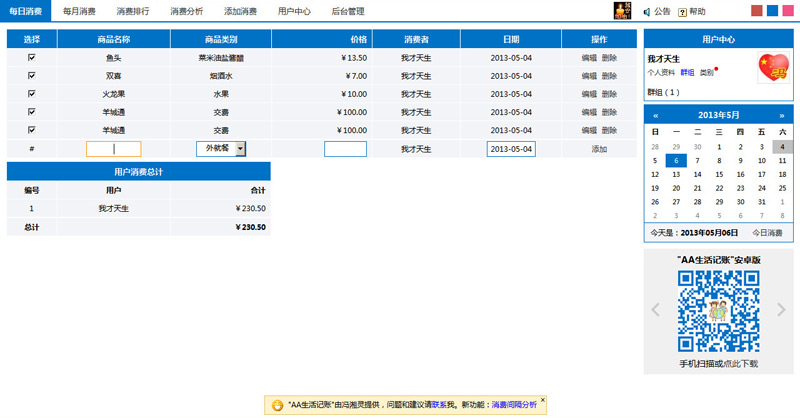 每日消费 每月消费 消费排行 消费分析 添加消费 用户中心 后台管理 公告 帮助
选择 商品名称 商品类别 价格 消费者 日期 操作
鱼头 菜米油盐酱醋 ¥13.50 我才天生 2013-05-04 编辑 删除
双喜 烟酒水 ¥7.00 我才天生 2013-05-04 编辑 删除
火龙果 水果 ¥10.00 我才天生 2013-05-04 编辑 删除
羊城通 交费 ¥100.00 我才天生 2013-05-04 编辑 删除
羊城通 交费 ¥100.00 我才天生 2013-05-04 编辑 删除
# 外就餐 我才天生 2013-05-04 添加
用户消费总计
编号 用户 合计
1 我才天生 ¥230.50
总计 ¥230.50
用户中心
我才天生
个人资料 群组 类别
群组（1）
« 2013年5月 »
日 一 二 三 四 五 六
28 29 30 1 2 3 4
5 6 7 8 9 10 11
12 13 14 15 16 17 18
19 20 21 22 23 24 25
26 27 28 29 30 31 1
2 3 4 5 6 7 8
今天是：2013年05月06日 今日消费
"AA生活记账"安卓版
手机扫描或点此下载
"AA生活记账"由冯湘灵提供，问题和建议请联系我。新功能：消费间隔分析